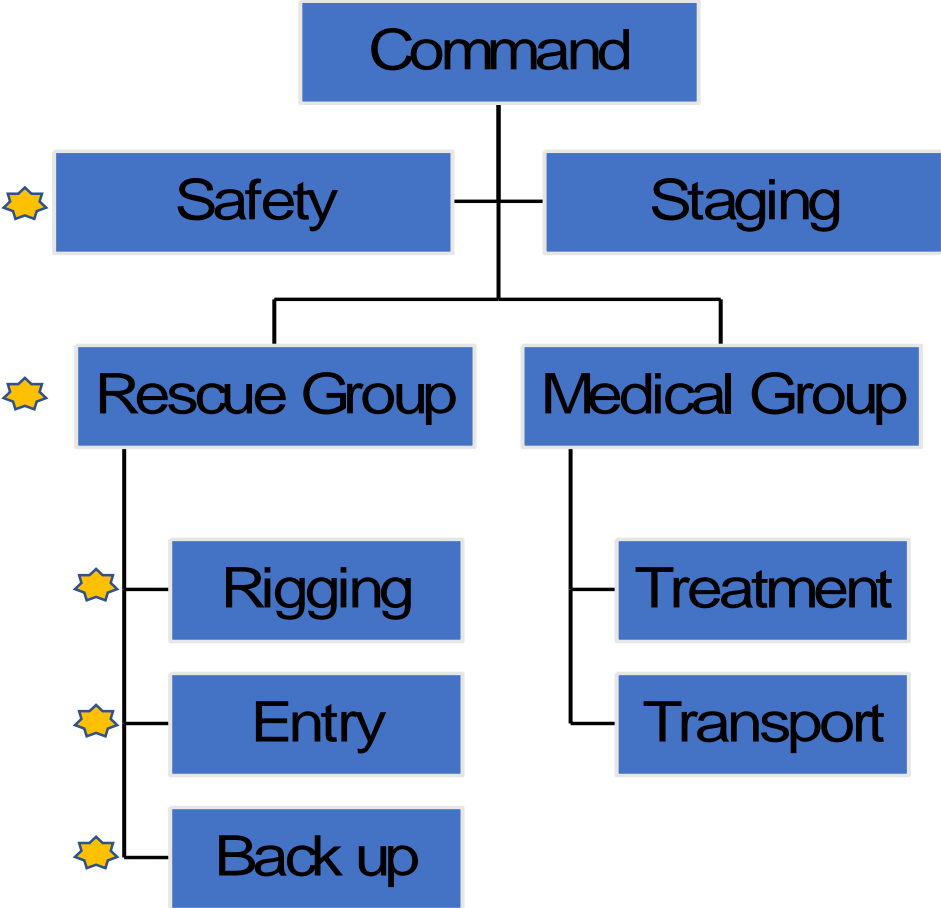 Command
Safety
Staging
Rescue Group
Medical Group
Rigging
Treatment
Entry
Transport
Back up